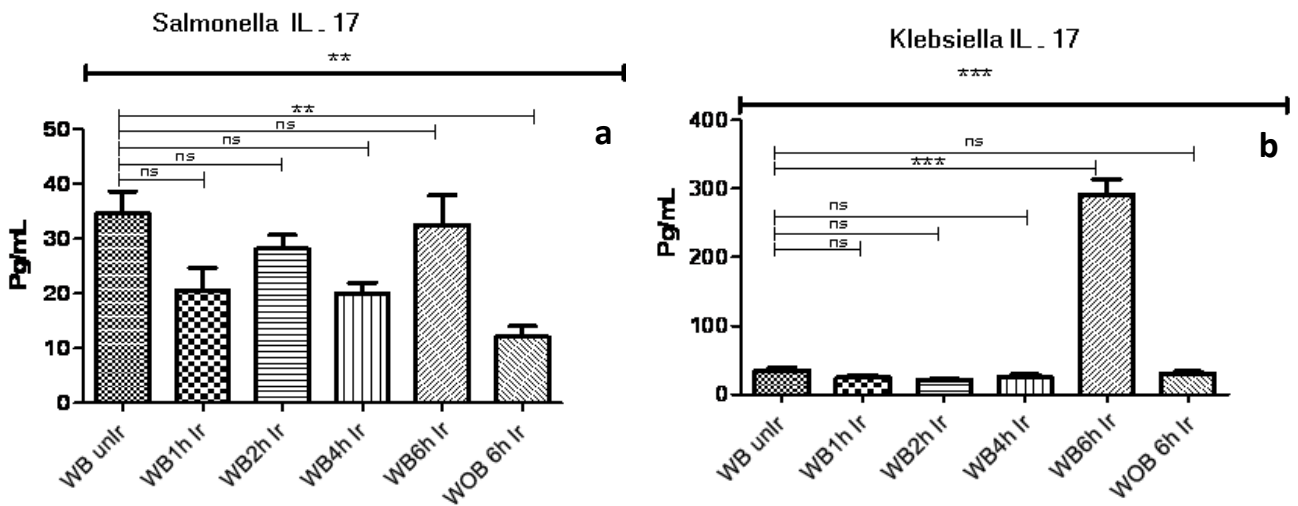 Salmonella IL - 17
**
**
ns
ns
ns
ns
a
50
40
30
20
10
0
Pg/mL
WB unIr
WB1h Ir
WB2h Ir
WB4h Ir
WB6h Ir
WOB 6h Ir
Klebsiella IL - 17
***
ns
***
ns
ns
ns
b
400
300
200
100
0
Pg/mL
WB unIr
WB1h Ir
WB2h Ir
WB4h Ir
WB6h Ir
WOB 6h Ir